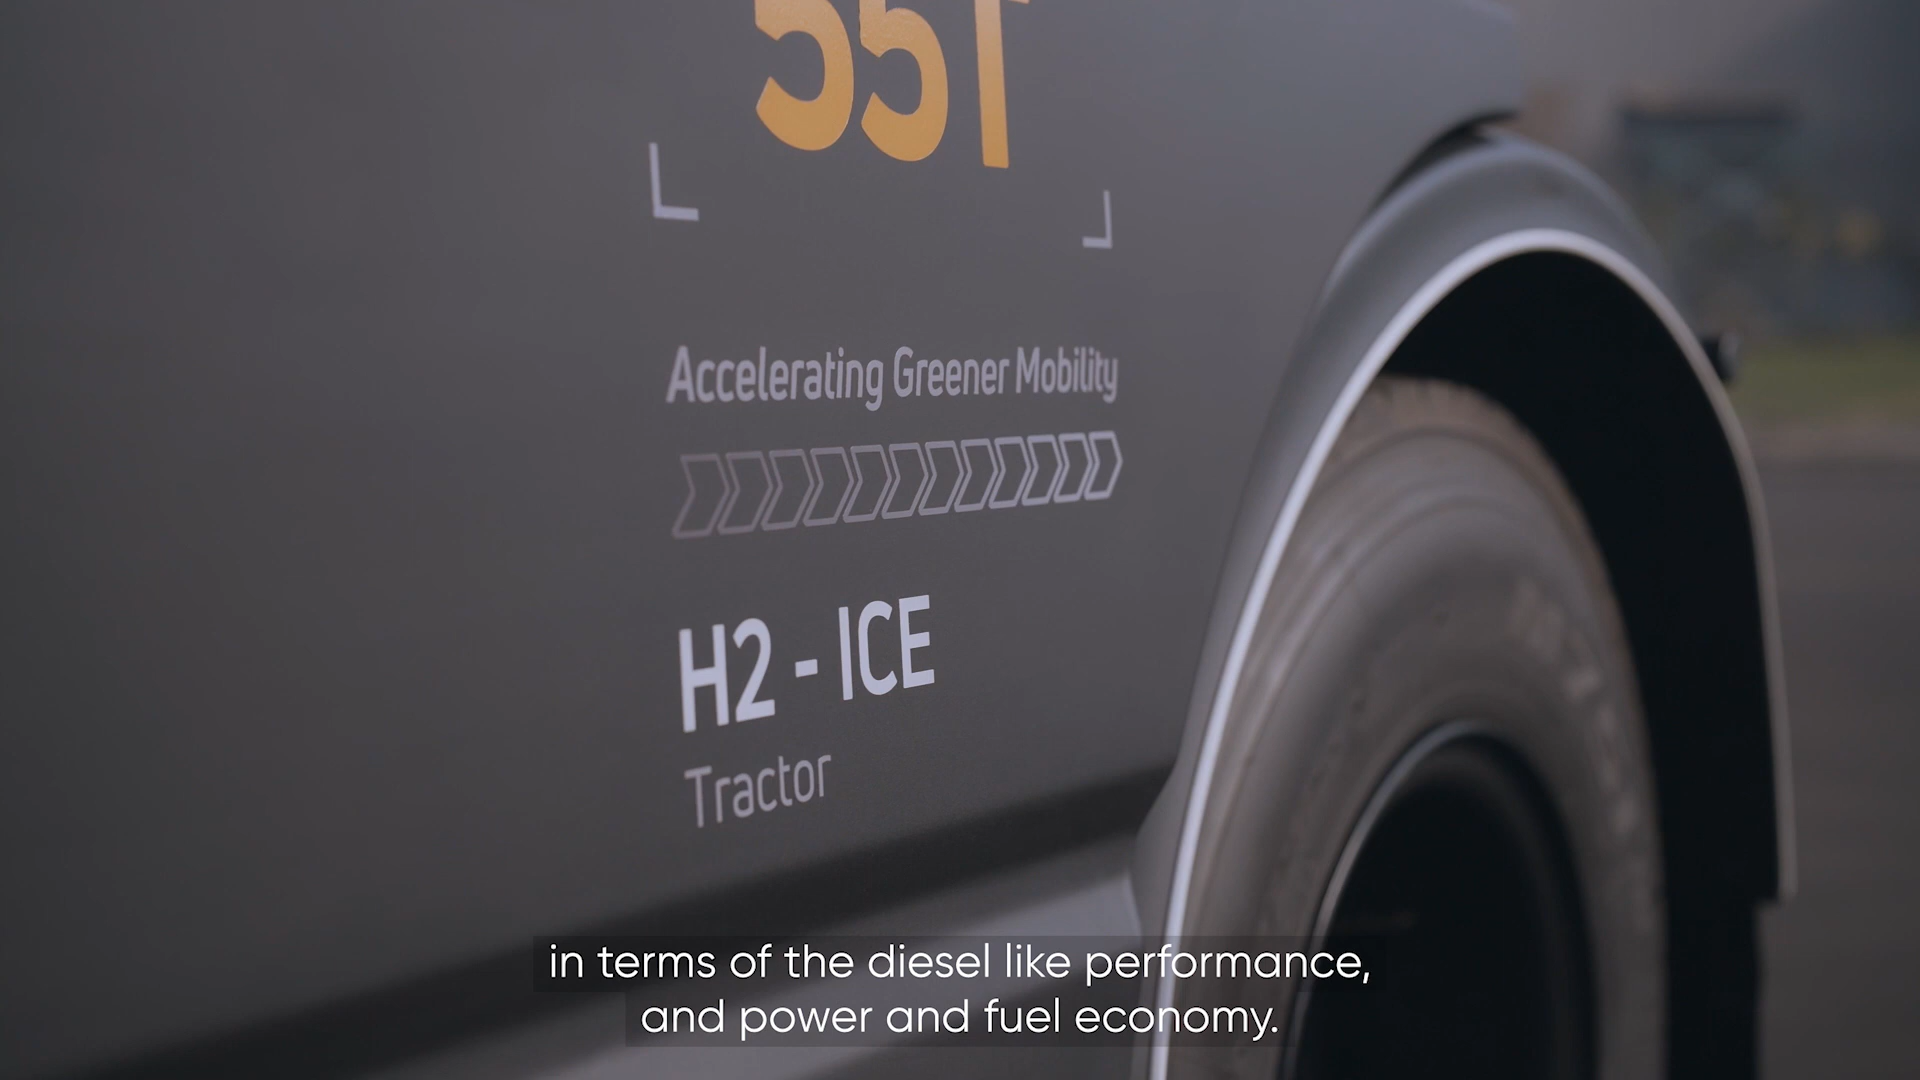 55T
Accelerating Greener Mobility
H2 - ICE
Tractor
in terms of the diesel like performance,
and power and fuel economy.